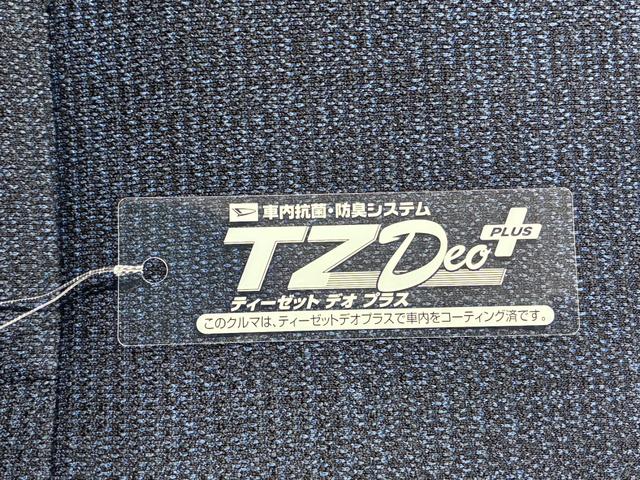 車内抗菌・防臭システム
TZDeo+
PLUS
ティーゼット デオ プラス
このクルマは、ティーゼットデオプラスで車内をコーティング済です。